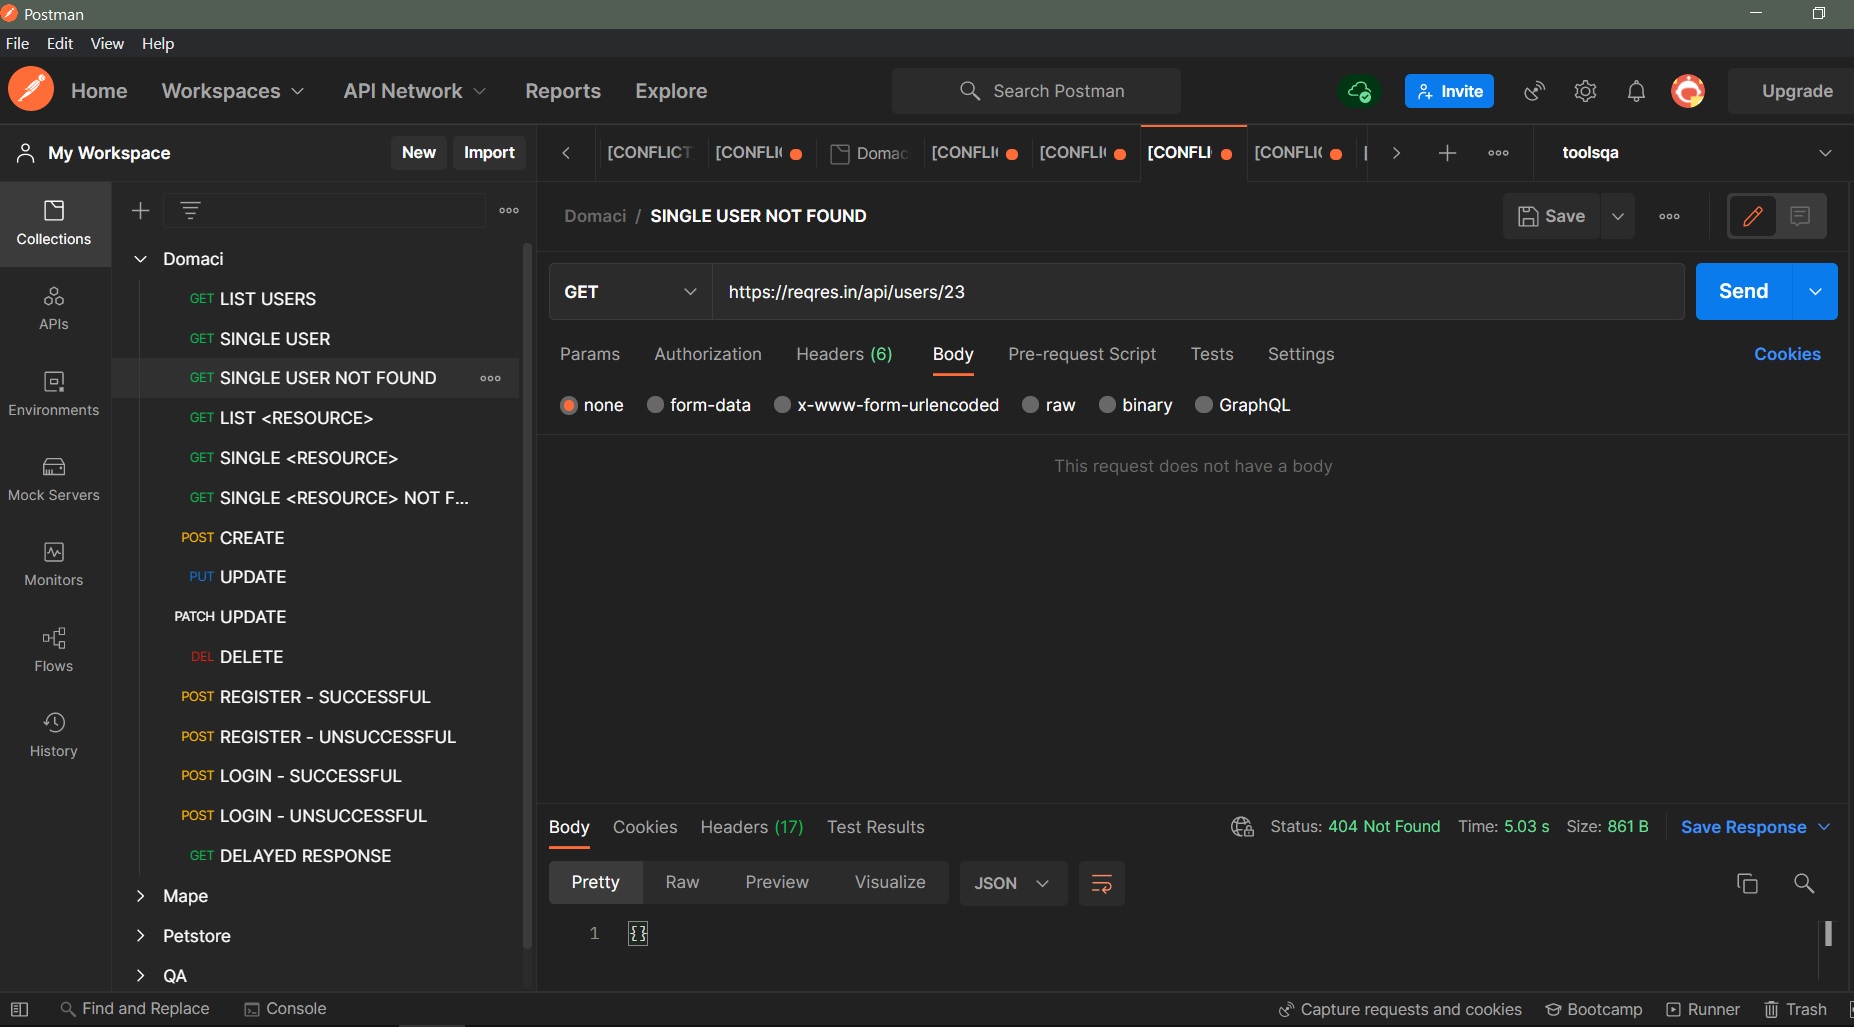 Postman
File Edit View Help
Home Workspaces API Network Reports Explore Search Postman Invite Upgrade
My Workspace New Import [CONFLICT [CONFLI Domac [CONFLI [CONFLI [CONFLI [CONFLI [ toolsqa
Collections
APIs
Environments
Mock Servers
Monitors
Flows
History
Domaci
GET LIST USERS
GET SINGLE USER
GET SINGLE USER NOT FOUND
GET LIST <RESOURCE>
GET SINGLE <RESOURCE>
GET SINGLE <RESOURCE> NOT F...
POST CREATE
PUT UPDATE
PATCH UPDATE
DEL DELETE
POST REGISTER - SUCCESSFUL
POST REGISTER - UNSUCCESSFUL
POST LOGIN - SUCCESSFUL
POST LOGIN - UNSUCCESSFUL
GET DELAYED RESPONSE
Mape
Petstore
QA
Domaci / SINGLE USER NOT FOUND Save
GET https://reqres.in/api/users/23 Send
Params Authorization Headers (6) Body Pre-request Script Tests Settings Cookies
none form-data x-www-form-urlencoded raw binary GraphQL
This request does not have a body
Body Cookies Headers (17) Test Results Status: 404 Not Found Time: 5.03 s Size: 861 B Save Response
Pretty Raw Preview Visualize JSON
1 {}
Find and Replace Console Capture requests and cookies Bootcamp Runner Trash